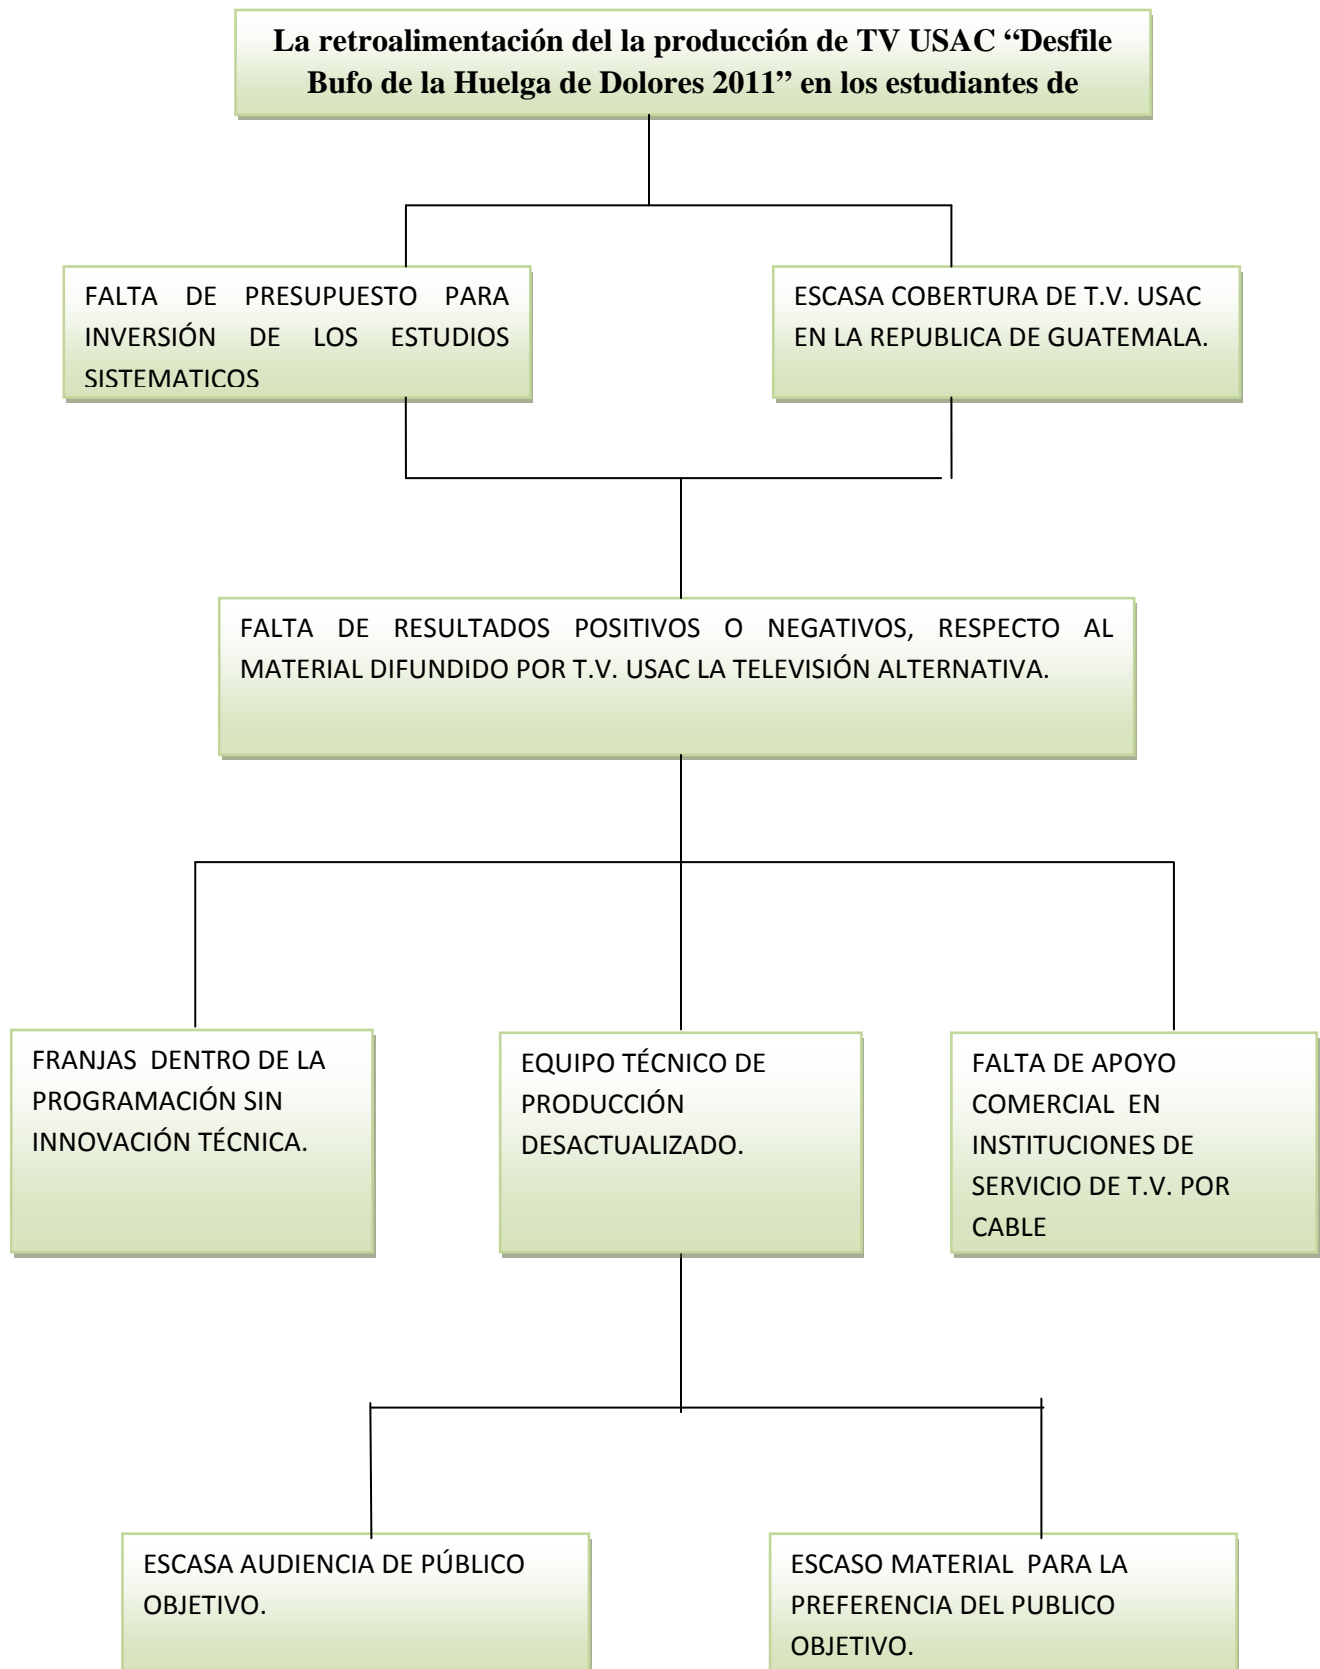 La retroalimentación del la producción de TV USAC “Desfile
Bufo de la Huelga de Dolores 2011” en los estudiantes de
FALTA DE PRESUPUESTO PARA
INVERSIÓN DE LOS ESTUDIOS
SISTEMATICOS
ESCASA COBERTURA DE T.V. USAC
EN LA REPUBLICA DE GUATEMALA.
FALTA DE RESULTADOS POSITIVOS O NEGATIVOS, RESPECTO AL
MATERIAL DIFUNDIDO POR T.V. USAC LA TELEVISIÓN ALTERNATIVA.
FRANJAS DENTRO DE LA
PROGRAMACIÓN SIN
INNOVACIÓN TÉCNICA.
EQUIPO TÉCNICO DE
PRODUCCIÓN
DESACTUALIZADO.
FALTA DE APOYO
COMERCIAL EN
INSTITUCIONES DE
SERVICIO DE T.V. POR
CABLE
ESCASA AUDIENCIA DE PÚBLICO
OBJETIVO.
ESCASO MATERIAL PARA LA
PREFERENCIA DEL PUBLICO
OBJETIVO.